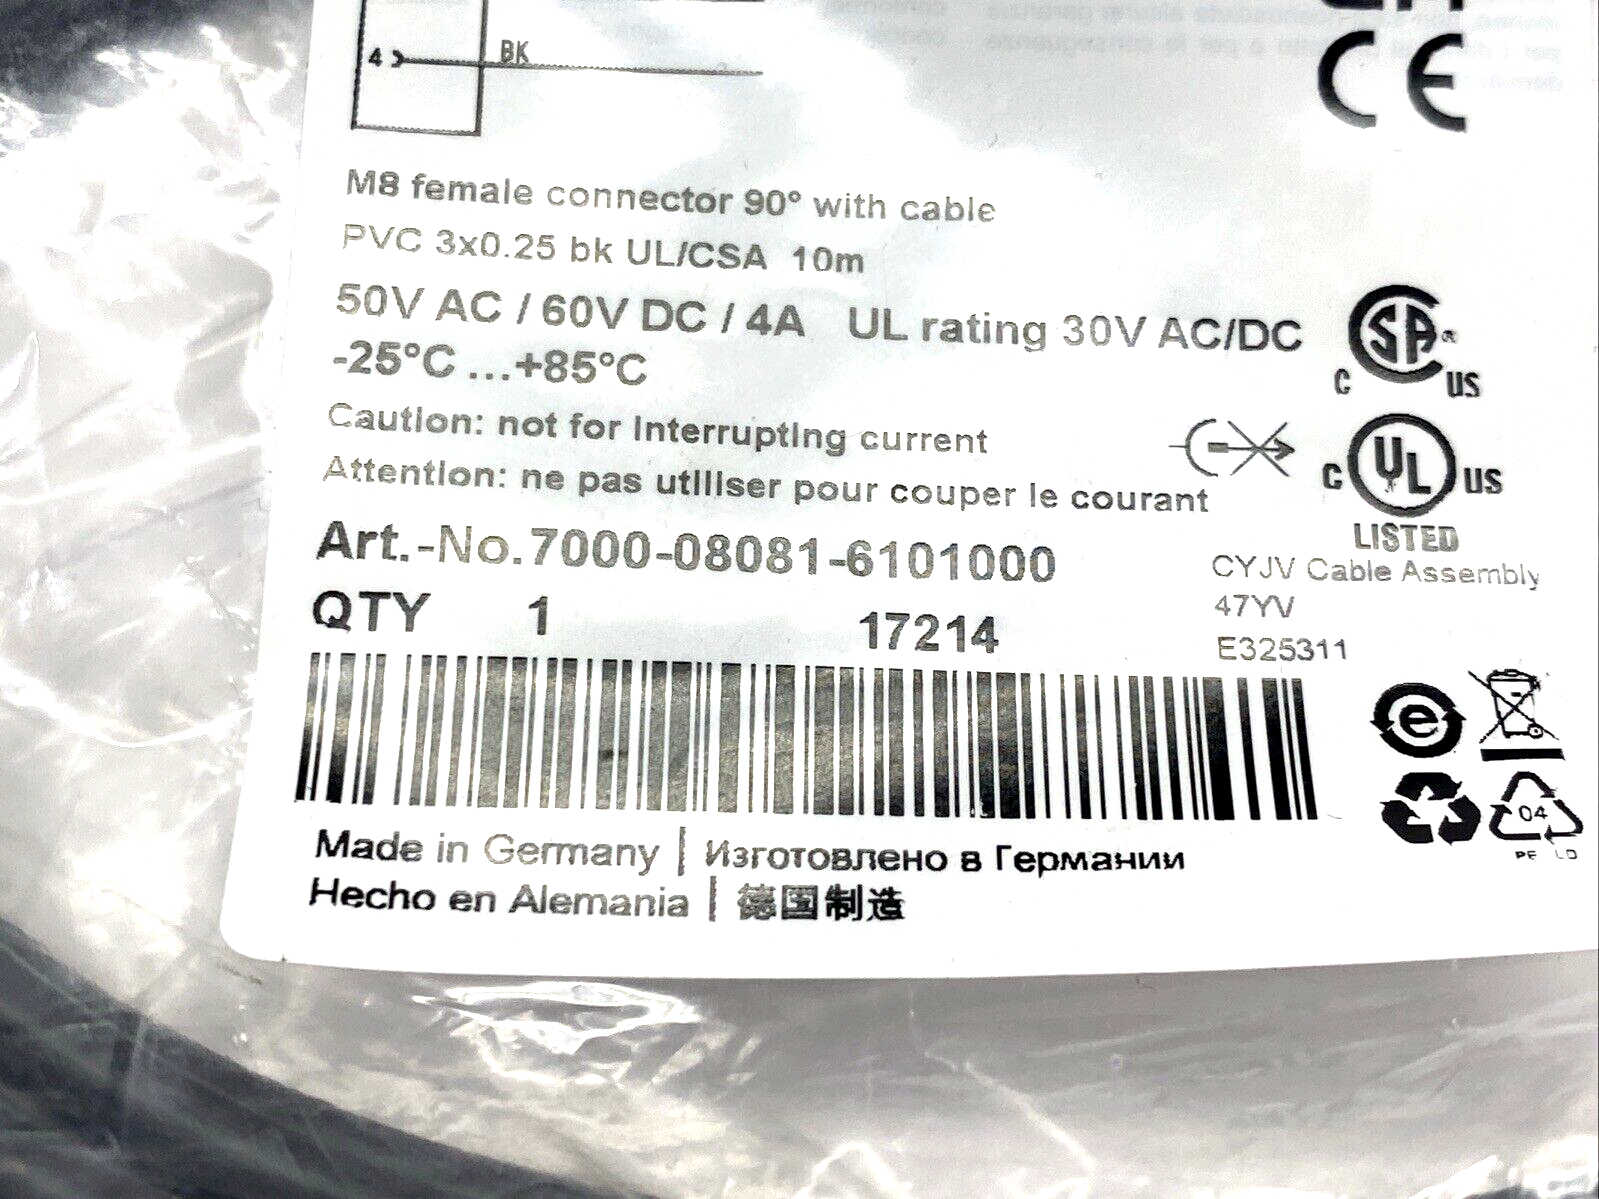 4 BK
CE
M8 female connector 90° with cable
PVC 3x0.25 bk UL/CSA 10m
50V AC / 60V DC / 4A UL rating 30V AC/DC
-25°C ...+85°C
C SA ® US
Caution: not for interrupting current
Attention: ne pas utiliser pour couper le courant
C UL US
LISTED
Art.-No.7000-08081-6101000
CYJV Cable Assembly
47YV
E325311
QTY 1 17214
e
04
PE LD
Made in Germany | Изготовлено в Германии
Hecho en Alemania | 德国制造